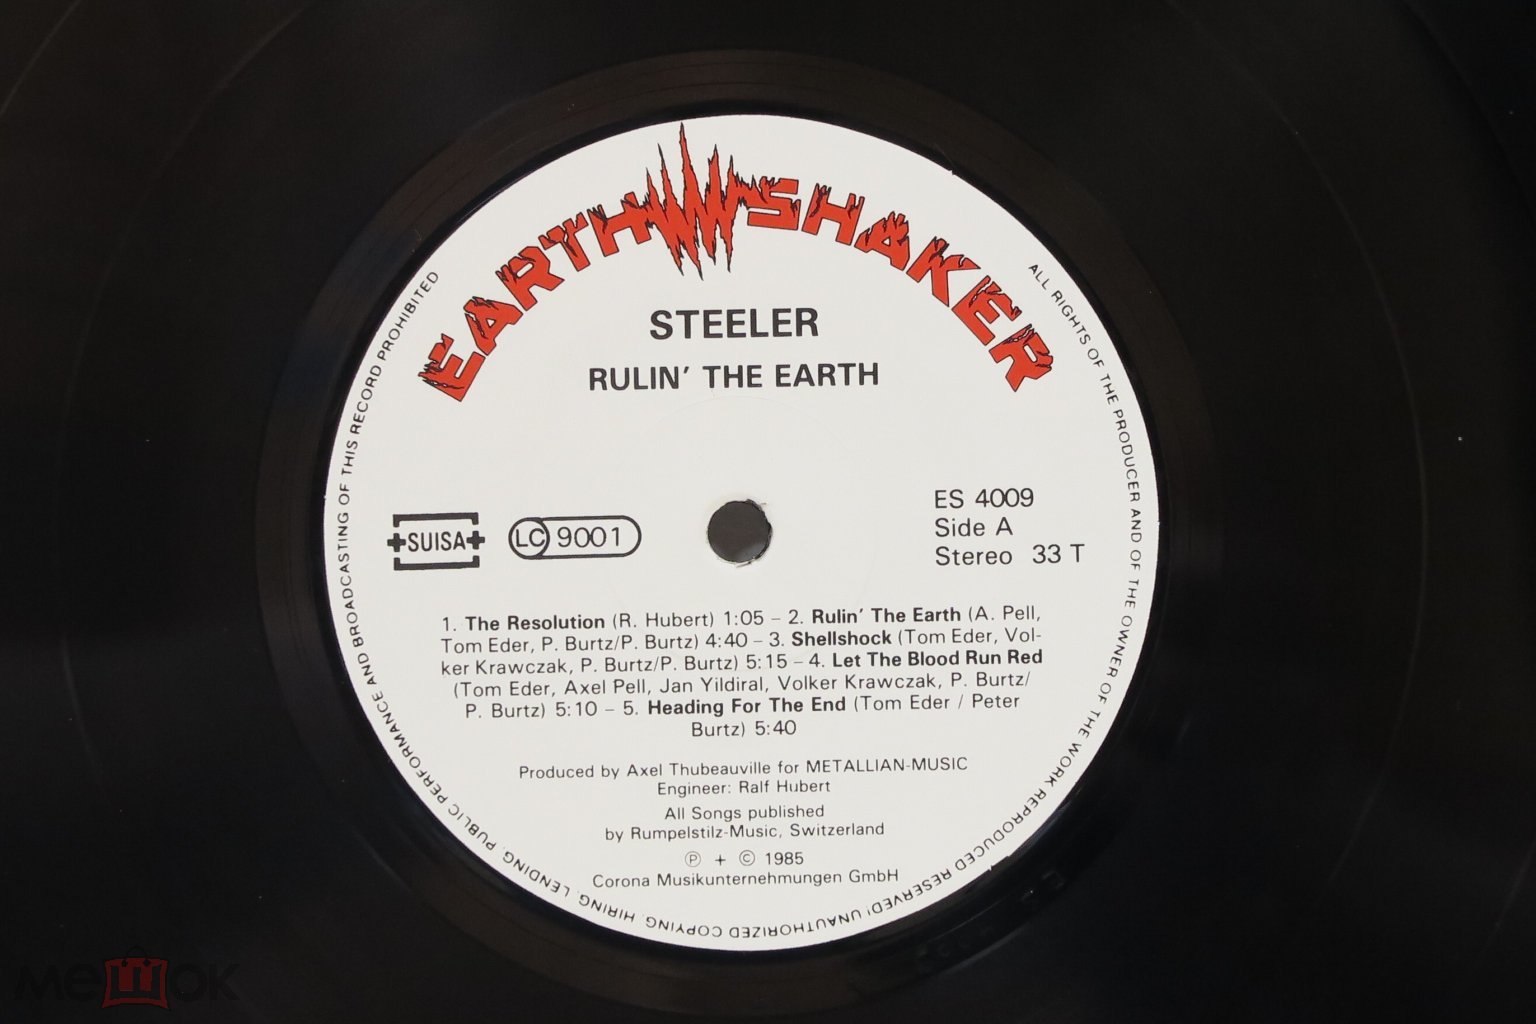 EARTHSHAKER
STEELER
RULIN' THE EARTH
SUISA
LC 9001
ES 4009
Side A
Stereo 33 T
1. The Resolution (R. Hubert) 1:05 – 2. Rulin' The Earth (A. Pell,
Tom Eder, P. Burtz/P. Burtz) 4:40 – 3. Shellshock (Tom Eder, Vol-
ker Krawczak, P. Burtz/P. Burtz) 5:15 – 4. Let The Blood Run Red
(Tom Eder, Axel Pell, Jan Yildiral, Volker Krawczak, P. Burtz/
P. Burtz) 5:10 – 5. Heading For The End (Tom Eder / Peter
Burtz) 5:40
Produced by Axel Thubeauville for METALLIAN-MUSIC
Engineer: Ralf Hubert
All Songs published
by Rumpelstilz-Music, Switzerland
℗ + © 1985
Corona Musikunternehmungen GmbH
ALL RIGHTS OF THE PRODUCER AND OF THE OWNER OF THE WORK REPRODUCED RESERVED! UNAUTHORIZED COPYING, HIRING, LENDING, PUBLIC PERFORMANCE AND BROADCASTING OF THIS RECORD PROHIBITED
мешок